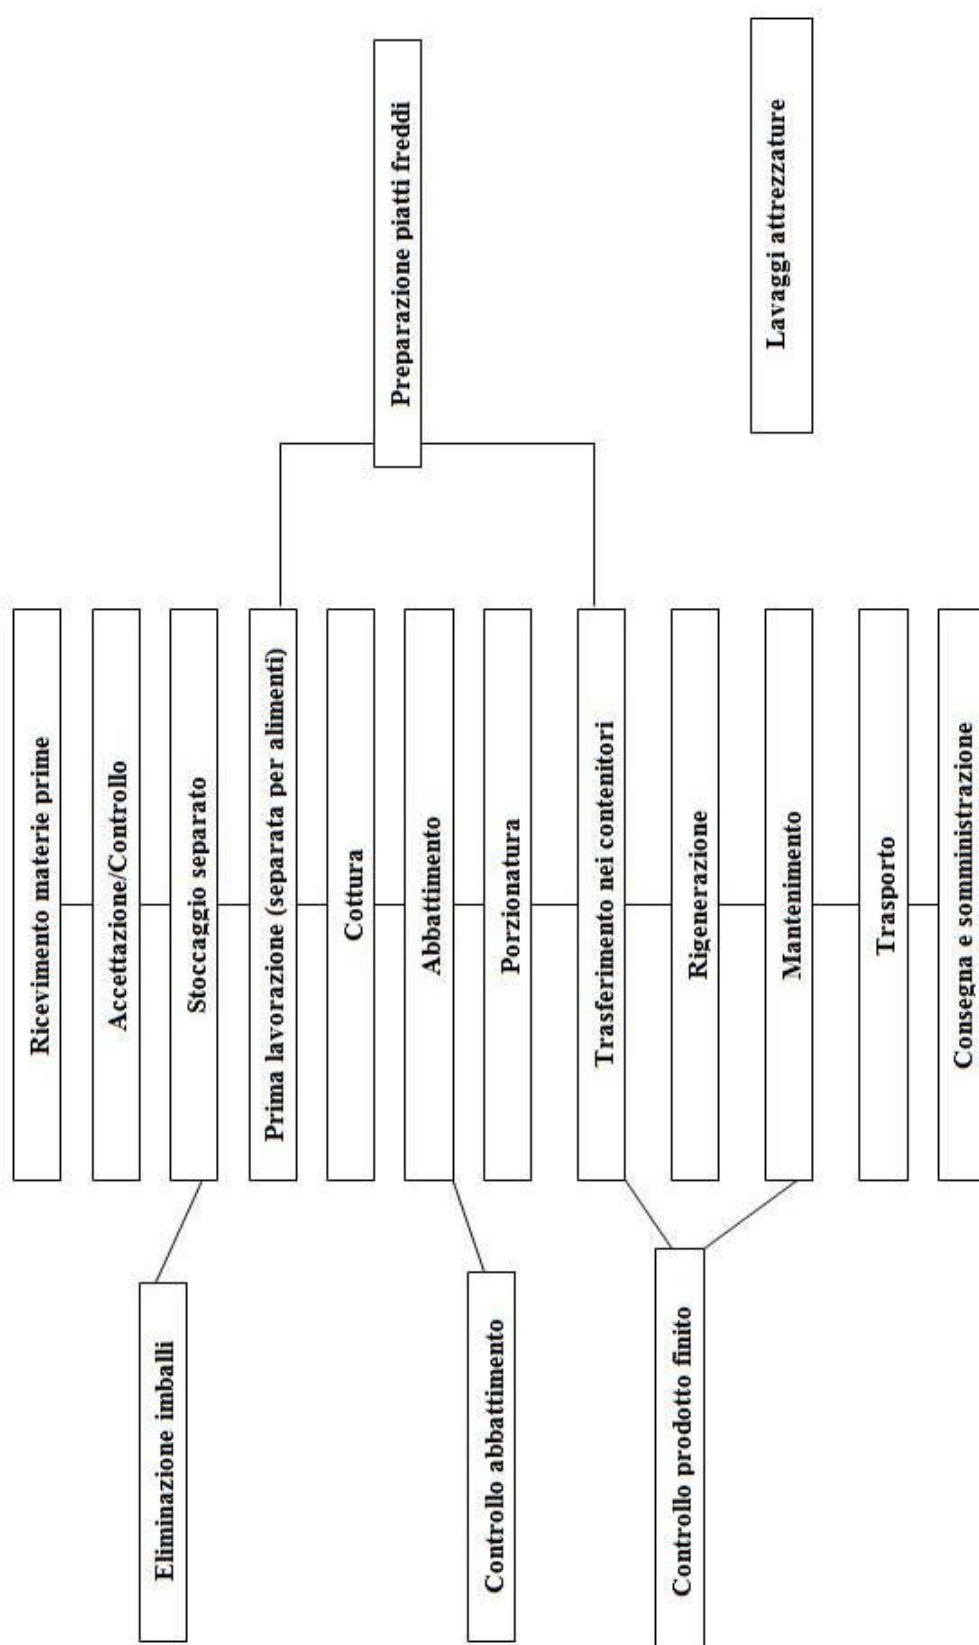 Ricevimento materie prime
Accettazione/Controllo
Stoccaggio separato
Eliminazione imballi
Prima lavorazione (separata per alimenti)
Preparazione piatti freddi
Cottura
Abbattimento
Controllo abbattimento
Porzionatura
Trasferimento nei contenitori
Controllo prodotto finito
Rigenerazione
Mantenimento
Lavaggi attrezzature
Trasporto
Consegna e somministrazione